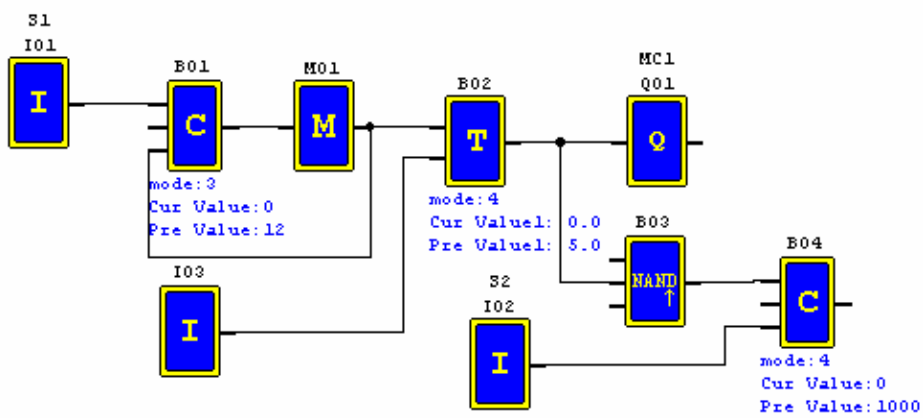 S1
I01
I
B01
C
mode:3
Cur Value:0
Pre Value:12
M01
M
I03
I
B02
T
mode:4
Cur Value1: 0.0
Pre Value1: 5.0
MC1
Q01
Q
B03
NAND
↑
S2
I02
I
B04
C
mode:4
Cur Value:0
Pre Value:1000